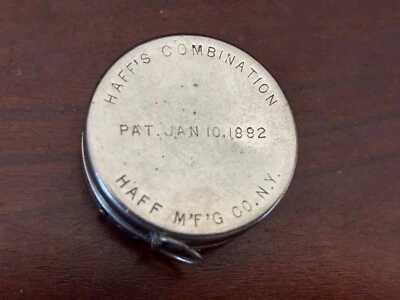 HAFF'S COMBINATION
PAT. JAN 10, 1892
HAFF M'F'G CO. N.Y.